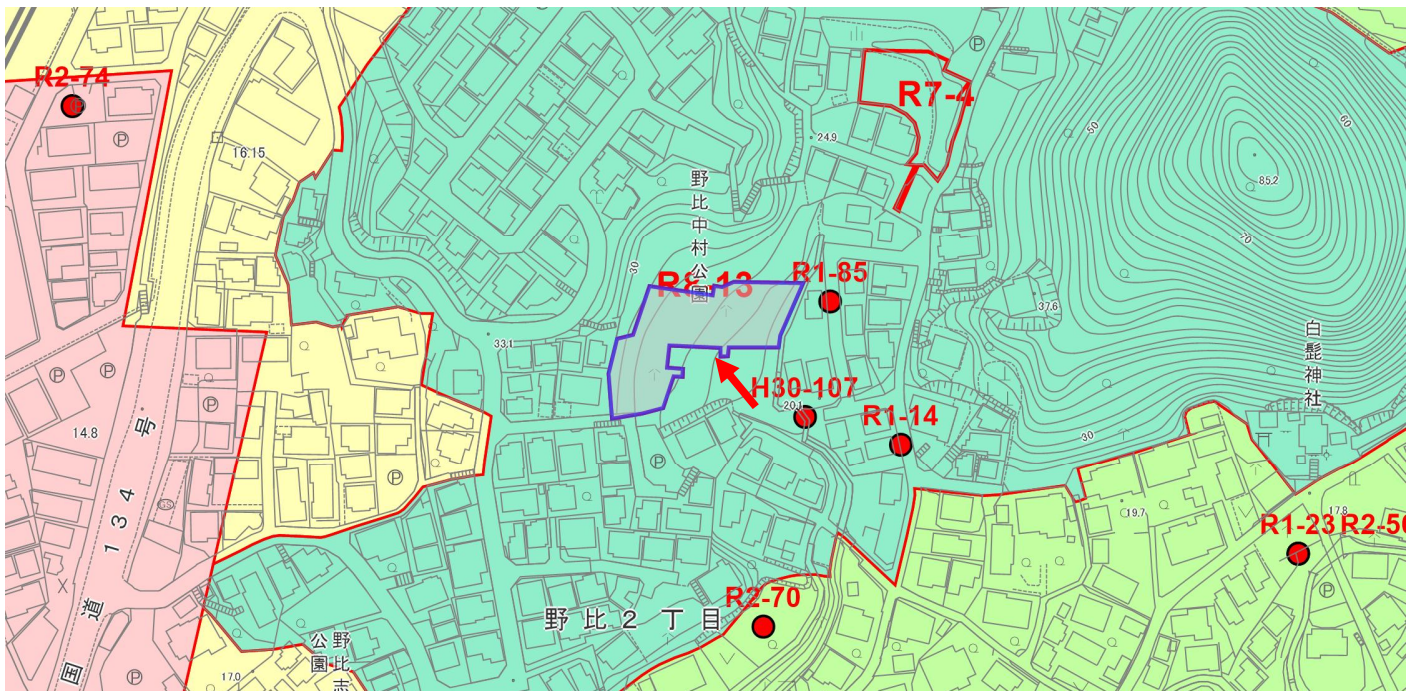 R2-74
Ⓟ
16.15
Ⓟ
14.8
Ⓟ
Ⓟ
Ⓟ
国道134号
17.0
Ⓟ
野比志
公園
33.1
30
野比中村公園
R8-13
24.9
R7-4
Ⓟ
50
60
85.2
70
R1-85
37.6
H30-107
20.1
R1-14
Ⓟ
30
白髭神社
19.7
17.8
R1-23
R2-50
Ⓟ
R2-70
野比2丁目